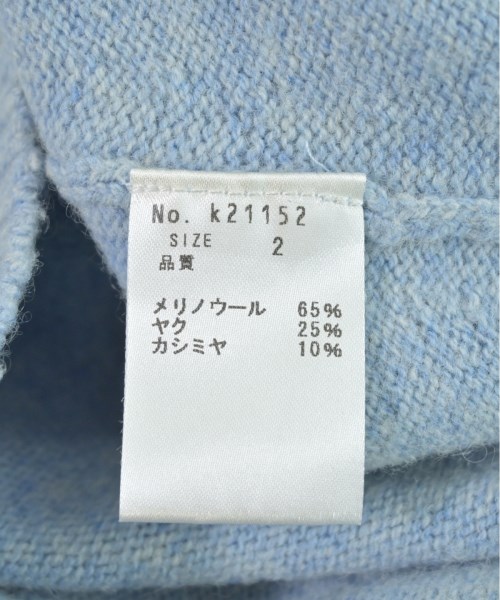 No. k21152
SIZE 2
品質
メリノウール 65%
ヤク 25%
カシミヤ 10%